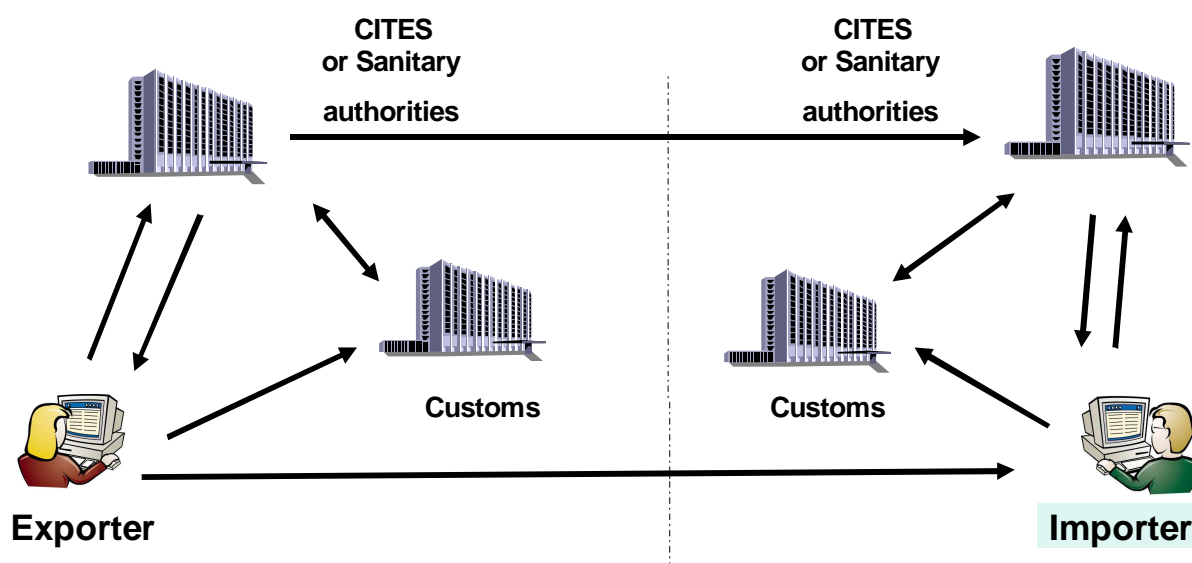 CITES
or Sanitary
authorities
CITES
or Sanitary
authorities
Customs
Customs
Exporter
Importer